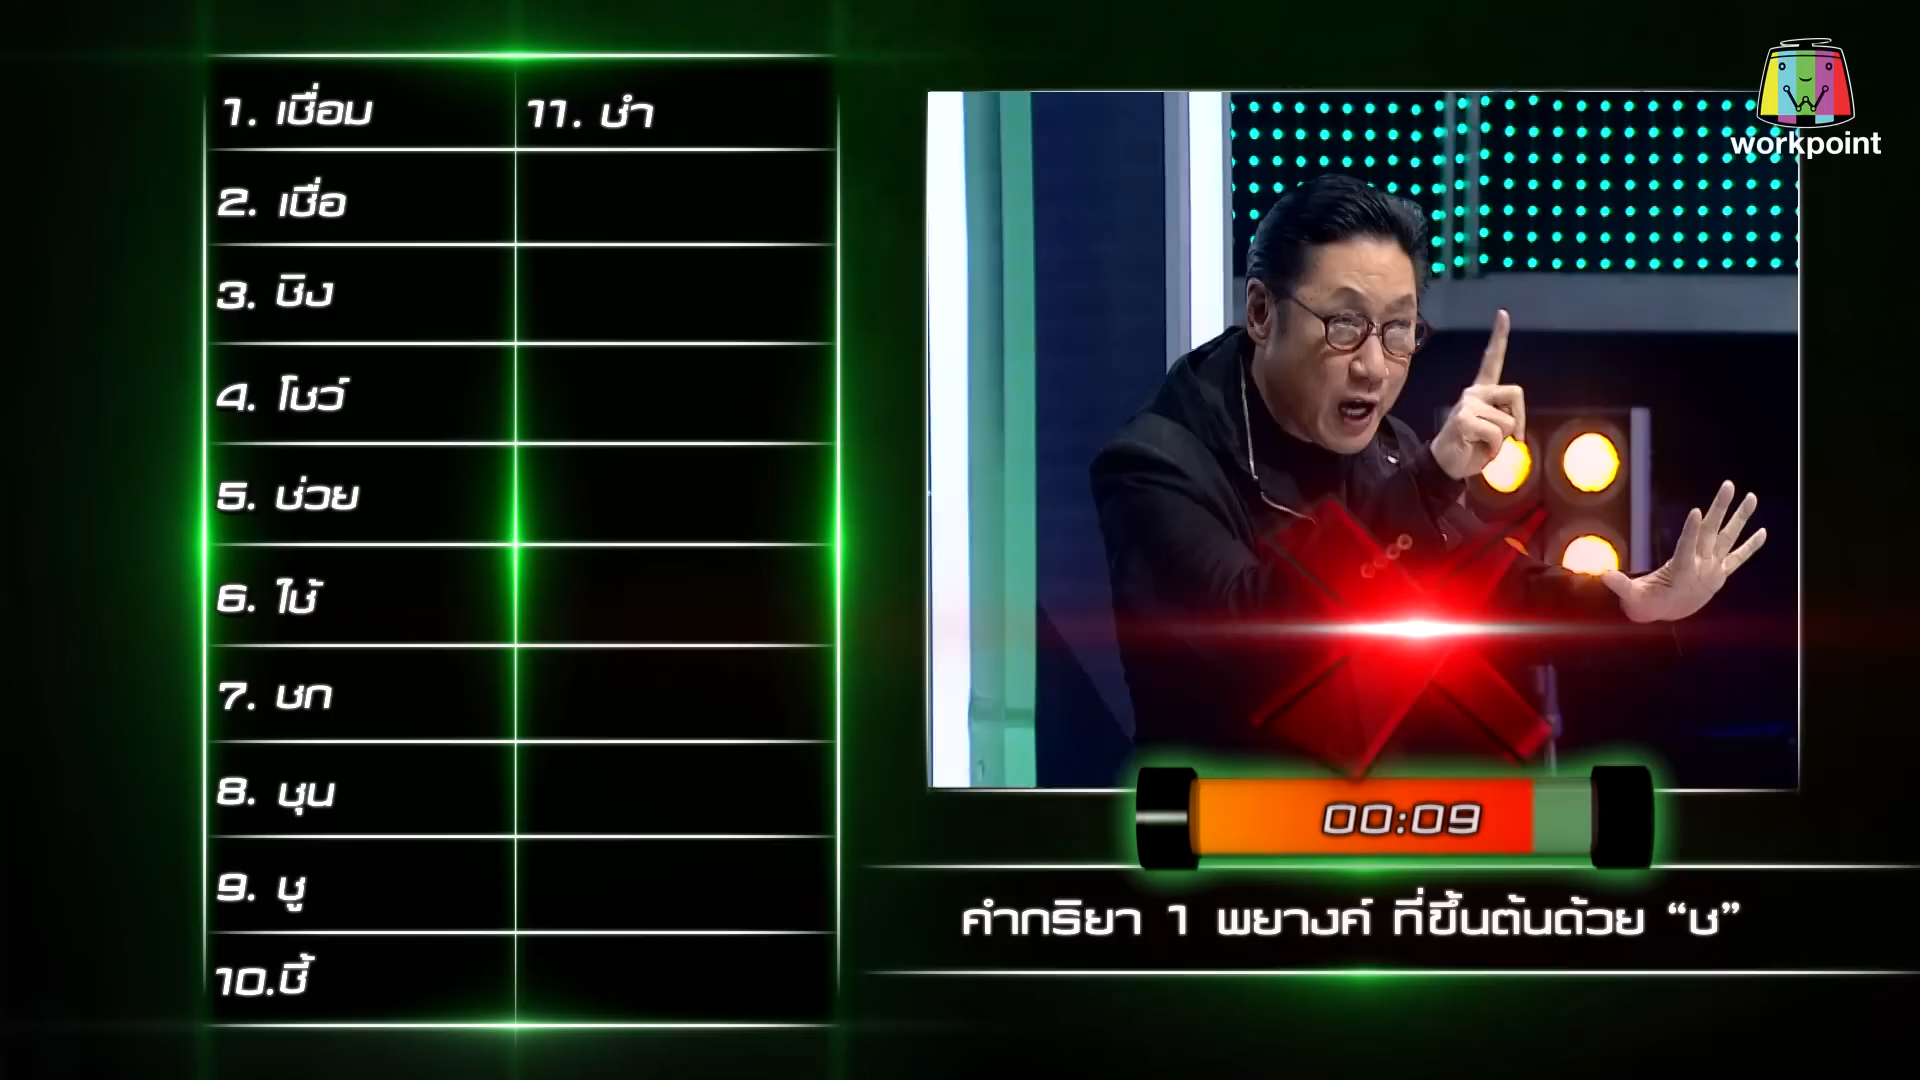 1. เชื่อม
2. เชื่อ
3. ชิง
4. โชว์
5. ช่วย
6. ใช้
7. ชก
8. ชุน
9. ชู
10.ชี้
11. ชำ
workpoint
00:09
คำกริยา 1 พยางค์ ที่ขึ้นต้นด้วย “ช”